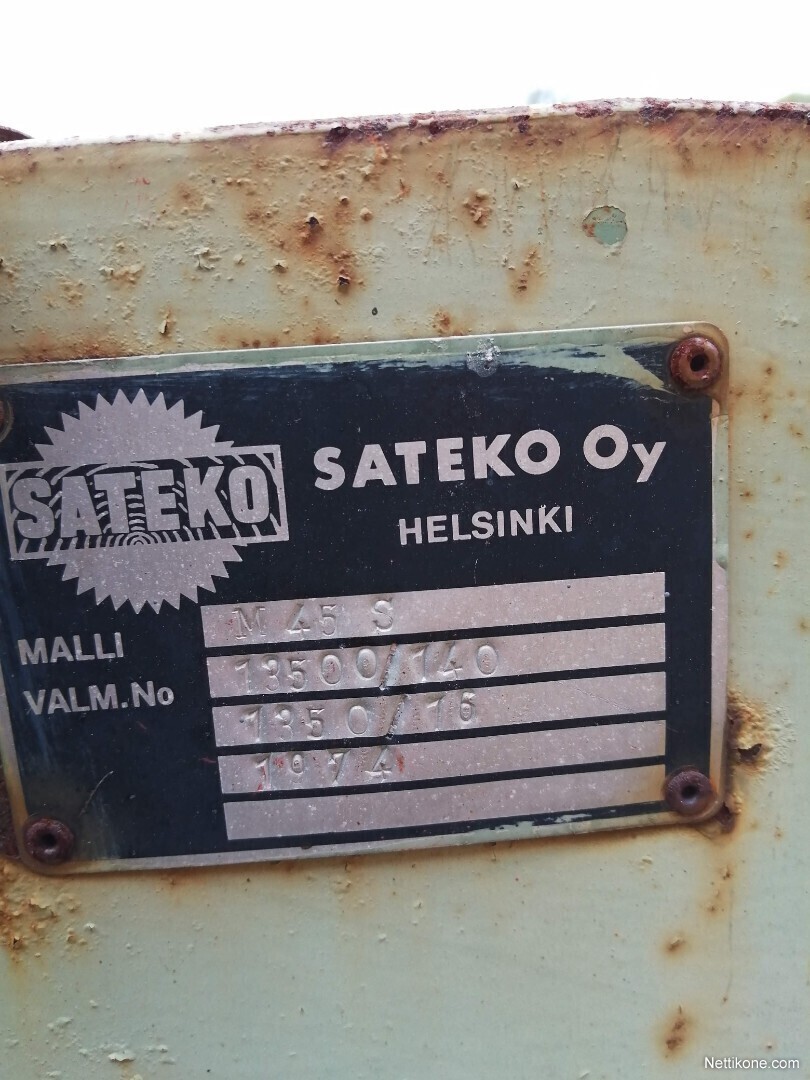 SATEKO
SATEKO Oy
HELSINKI
M 45 S
MALLI
13500/140
VALM.No
1350/16
1974
Nettikone.com